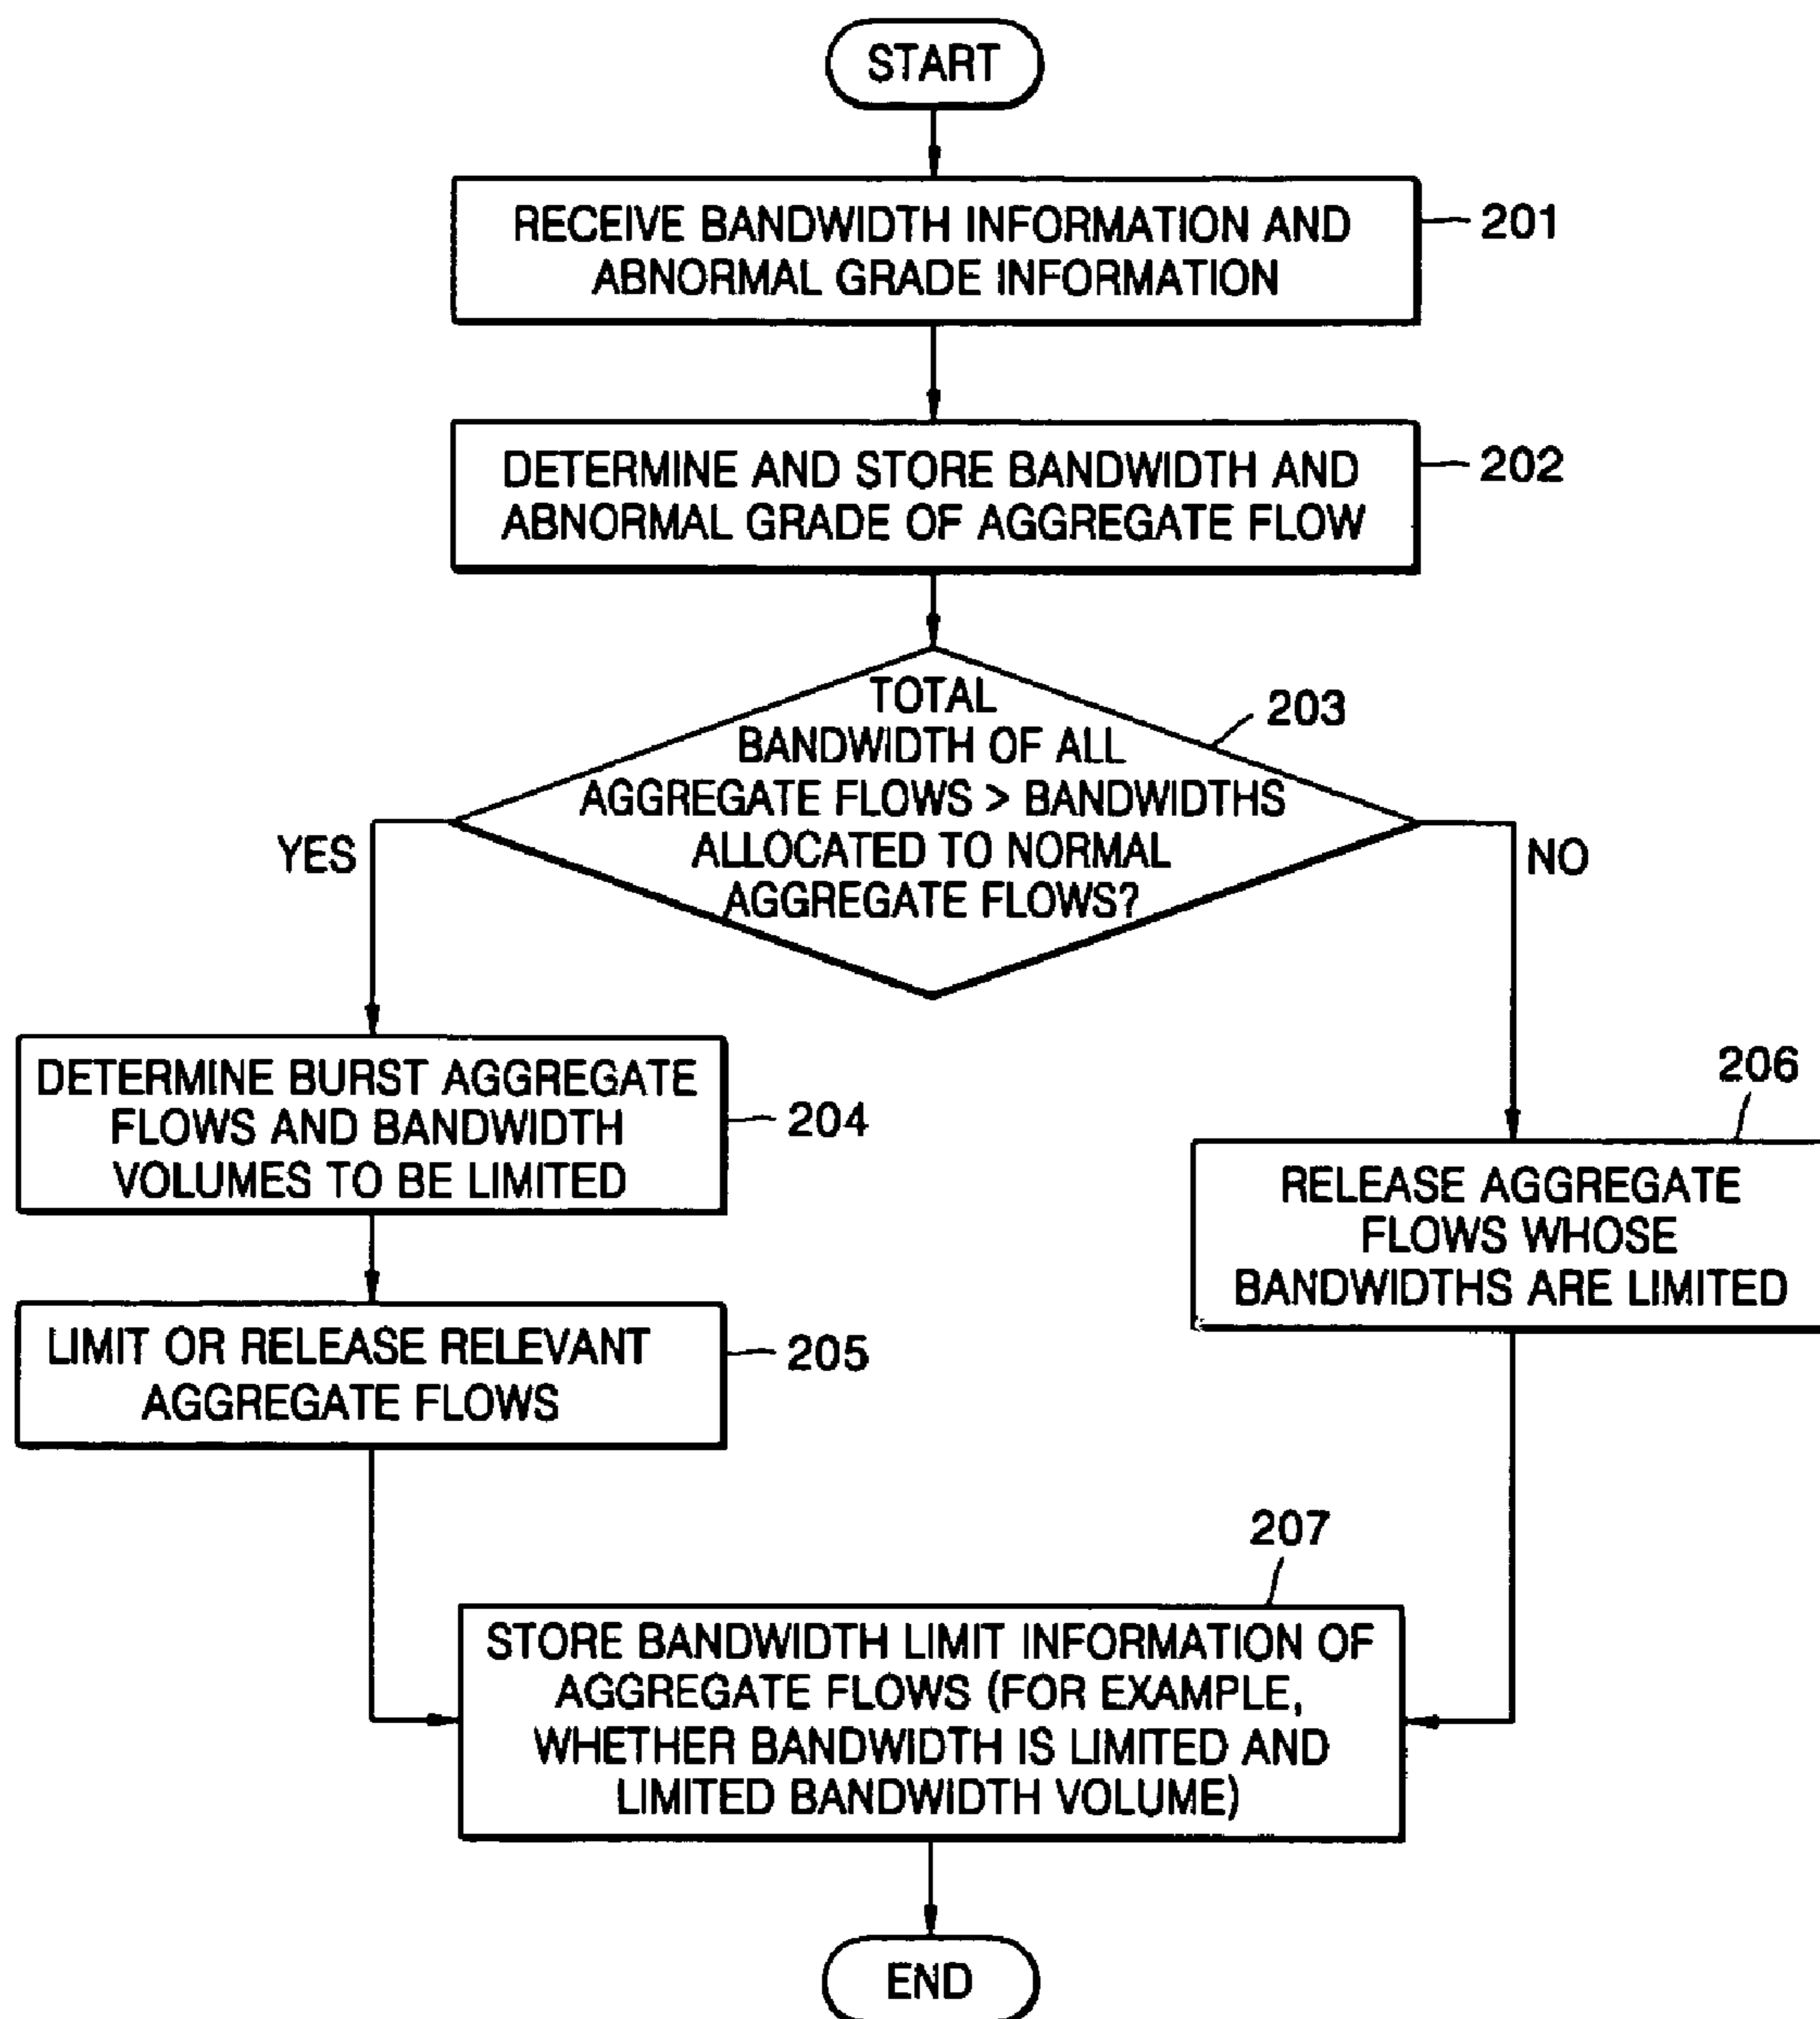 START
RECEIVE BANDWIDTH INFORMATION AND
ABNORMAL GRADE INFORMATION
201
DETERMINE AND STORE BANDWIDTH AND
ABNORMAL GRADE OF AGGREGATE FLOW
202
TOTAL
BANDWIDTH OF ALL
AGGREGATE FLOWS > BANDWIDTHS
ALLOCATED TO NORMAL
AGGREGATE FLOWS?
203
YES
NO
DETERMINE BURST AGGREGATE
FLOWS AND BANDWIDTH
VOLUMES TO BE LIMITED
204
LIMIT OR RELEASE RELEVANT
AGGREGATE FLOWS
205
206
RELEASE AGGREGATE
FLOWS WHOSE
BANDWIDTHS ARE LIMITED
207
STORE BANDWIDTH LIMIT INFORMATION OF
AGGREGATE FLOWS (FOR EXAMPLE,
WHETHER BANDWIDTH IS LIMITED AND
LIMITED BANDWIDTH VOLUME)
END